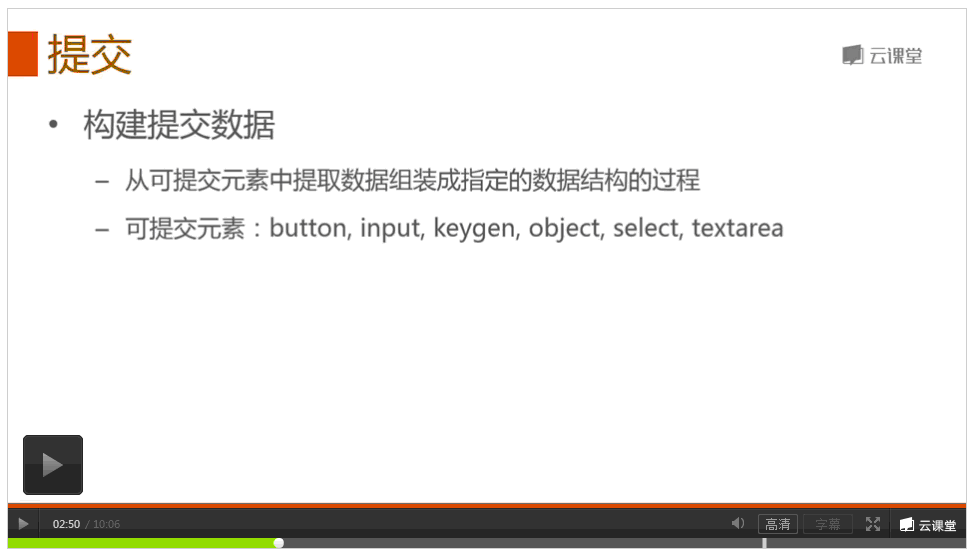 提交
云课堂
• 构建提交数据
– 从可提交元素中提取数据组装成指定的数据结构的过程
– 可提交元素：button, input, keygen, object, select, textarea
02:50 / 10:06
高清
字幕
云课堂